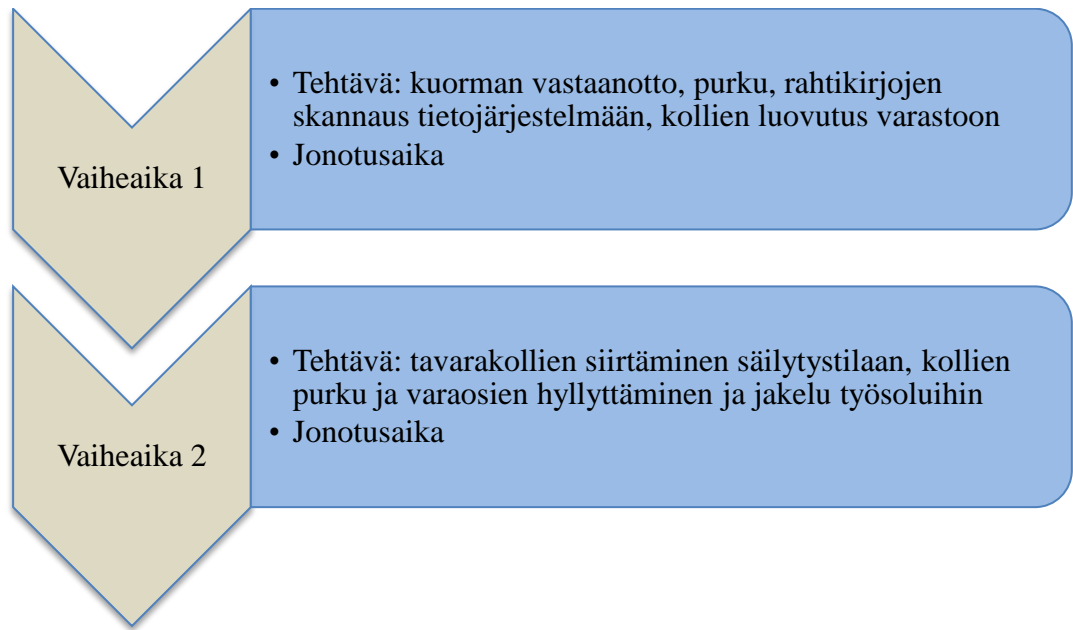 Vaiheaika 1
• Tehtävä: kuorman vastaanotto, purku, rahtikirjojen
skannaus tietojärjestelmään, kollien luovutus varastoon
• Jonotusaika
Vaiheaika 2
• Tehtävä: tavarakollien siirtäminen säilytystilaan, kollien
purku ja varaosien hyllyttäminen ja jakelu työsoluihin
• Jonotusaika